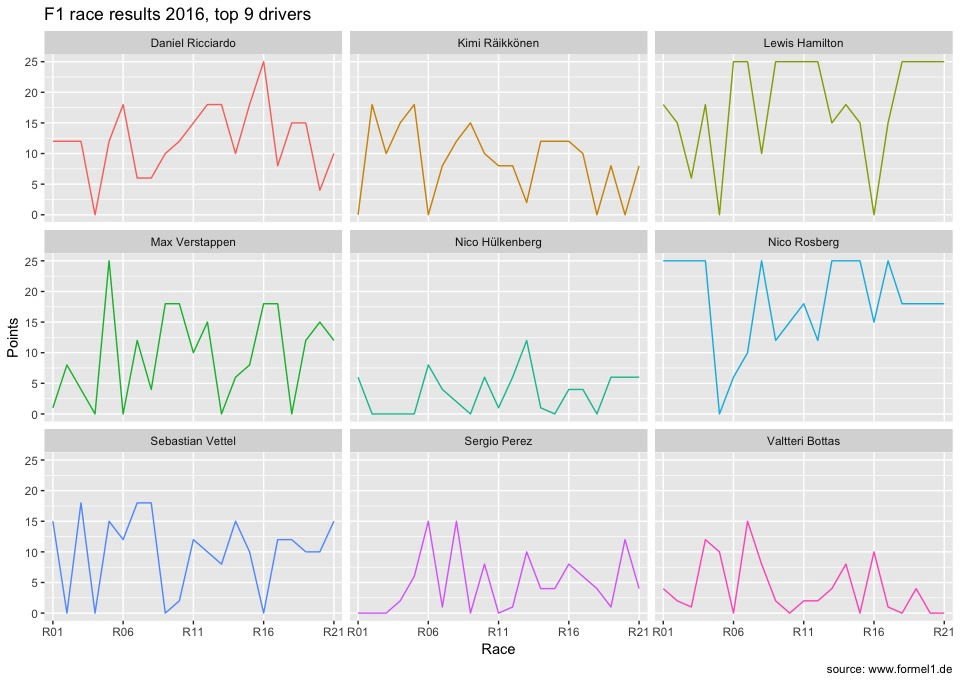 F1 race results 2016, top 9 drivers
Daniel Ricciardo Kimi Räikkönen Lewis Hamilton
25
20
15
10
5
0
Max Verstappen Nico Hülkenberg Nico Rosberg
25
20
15
10
5
0
Points
Sebastian Vettel Sergio Perez Valtteri Bottas
25
20
15
10
5
0
R01 R06 R11 R16 R21 R01 R06 R11 R16 R21 R01 R06 R11 R16 R21
Race
source: www.formel1.de